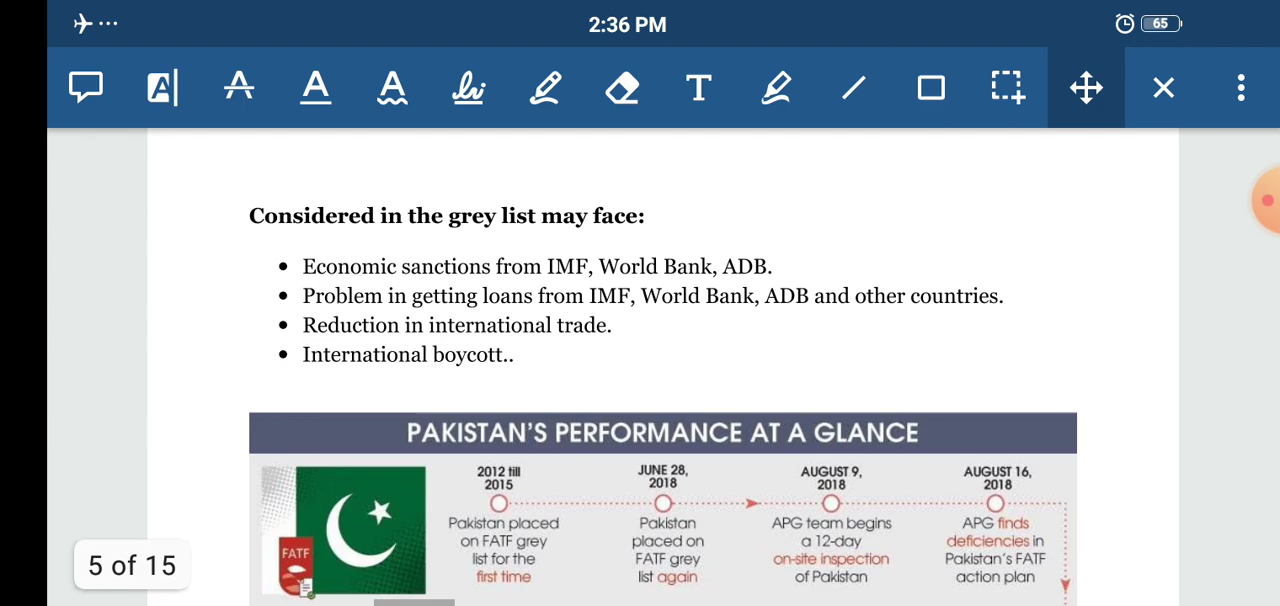 2:36 PM
65
A
A
A
A
T
Considered in the grey list may face:
• Economic sanctions from IMF, World Bank, ADB.
• Problem in getting loans from IMF, World Bank, ADB and other countries.
• Reduction in international trade.
• International boycott..
PAKISTAN'S PERFORMANCE AT A GLANCE
2012 till
2015
Pakistan placed
on FATF grey
list for the
first time
JUNE 28,
2018
Pakistan
placed on
FATF grey
list again
AUGUST 9,
2018
APG team begins
a 12-day
on-site inspection
of Pakistan
AUGUST 16,
2018
APG finds
deficiencies in
Pakistan's FATF
action plan
FATF
5 of 15